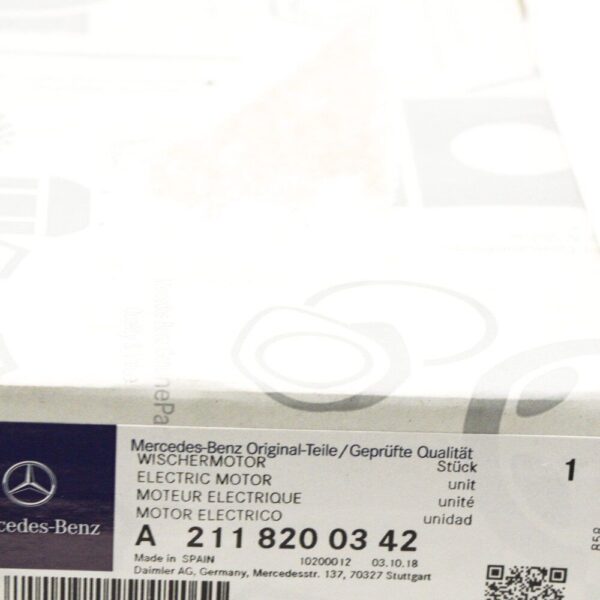 Mercedes-Benz Original-Teile/Geprüfte Qualität
WISCHERMOTOR Stück 1
ELECTRIC MOTOR unit
MOTEUR ELECTRIQUE unité
MOTOR ELECTRICO unidad
A 211 820 03 42
Made in SPAIN 10200012 03.10.18
Daimler AG, Germany, Mercedesstr. 137, 70327 Stuttgart
cedes-Benz